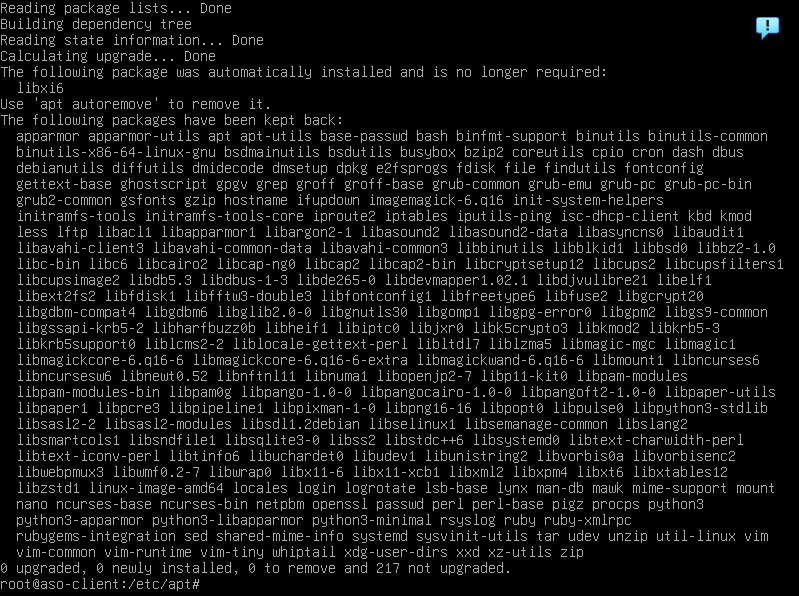 Reading package lists... Done
Building dependency tree
Reading state information... Done
Calculating upgrade... Done
The following package was automatically installed and is no longer required:
  libxi6
Use 'apt autoremove' to remove it.
The following packages have been kept back:
  apparmor apparmor-utils apt apt-utils base-passwd bash binfmt-support binutils binutils-common
  binutils-x86-64-linux-gnu bsdmainutils bsdutils busybox bzip2 coreutils cpio cron dash dbus
  debianutils diffutils dmidecode dmsetup dpkg e2fsprogs fdisk file findutils fontconfig
  gettext-base ghostscript gpgv grep groff groff-base grub-common grub-emu grub-pc grub-pc-bin
  grub2-common gsfonts gzip hostname ifupdown imagemagick-6.q16 init-system-helpers
  initramfs-tools initramfs-tools-core iproute2 iptables iputils-ping isc-dhcp-client kbd kmod
  less lftp libacl1 libapparmor1 libargon2-1 libasound2 libasound2-data libasyncns0 libaudit1
  libavahi-client3 libavahi-common-data libavahi-common3 libbinutils libblkid1 libbsd0 libbz2-1.0
  libc-bin libc6 libcairo2 libcap-ng0 libcap2 libcap2-bin libcryptsetup12 libcups2 libcupsfilters1
  libcupsimage2 libdb5.3 libdbus-1-3 libde265-0 libdevmapper1.02.1 libdjvulibre21 libelf1
  libext2fs2 libfdisk1 libfftw3-double3 libfontconfig1 libfreetype6 libfuse2 libgcrypt20
  libgdbm-compat4 libgdbm6 libglib2.0-0 libgnutls30 libgomp1 libgpg-error0 libgpm2 libgs9-common
  libgssapi-krb5-2 libharfbuzz0b libheif1 libiptc0 libjxr0 libk5crypto3 libkmod2 libkrb5-3
  libkrb5support0 liblcms2-2 liblocale-gettext-perl libltdl7 liblzma5 libmagic-mgc libmagic1
  libmagickcore-6.q16-6 libmagickcore-6.q16-6-extra libmagickwand-6.q16-6 libmount1 libncurses6
  libncursesw6 libnewt0.52 libnftnl11 libnuma1 libopenjp2-7 libp11-kit0 libpam-modules
  libpam-modules-bin libpam0g libpango-1.0-0 libpangocairo-1.0-0 libpangoft2-1.0-0 libpaper-utils
  libpaper1 libpcre3 libpipeline1 libpixman-1-0 libpng16-16 libpopt0 libpulse0 libpython3-stdlib
  libsasl2-2 libsasl2-modules libsdl1.2debian libselinux1 libsemanage-common libslang2
  libsmartcols1 libsndfile1 libsqlite3-0 libss2 libstdc++6 libsystemd0 libtext-charwidth-perl
  libtext-iconv-perl libtinfo6 libuchardet0 libudev1 libunistring2 libvorbis0a libvorbisenc2
  libwebpmux3 libwmf0.2-7 libwrap0 libx11-6 libx11-xcb1 libxml2 libxpm4 libxt6 libxtables12
  libzstd1 linux-image-amd64 locales login logrotate lsb-base lynx man-db mawk mime-support mount
  nano ncurses-base ncurses-bin netpbm openssl passwd perl perl-base pigz procps python3
  python3-apparmor python3-libapparmor python3-minimal rsyslog ruby ruby-xmlrpc
  rubygems-integration sed shared-mime-info systemd sysvinit-utils tar udev unzip util-linux vim
  vim-common vim-runtime vim-tiny whiptail xdg-user-dirs xxd xz-utils zip
0 upgraded, 0 newly installed, 0 to remove and 217 not upgraded.
root@aso-client:/etc/apt#